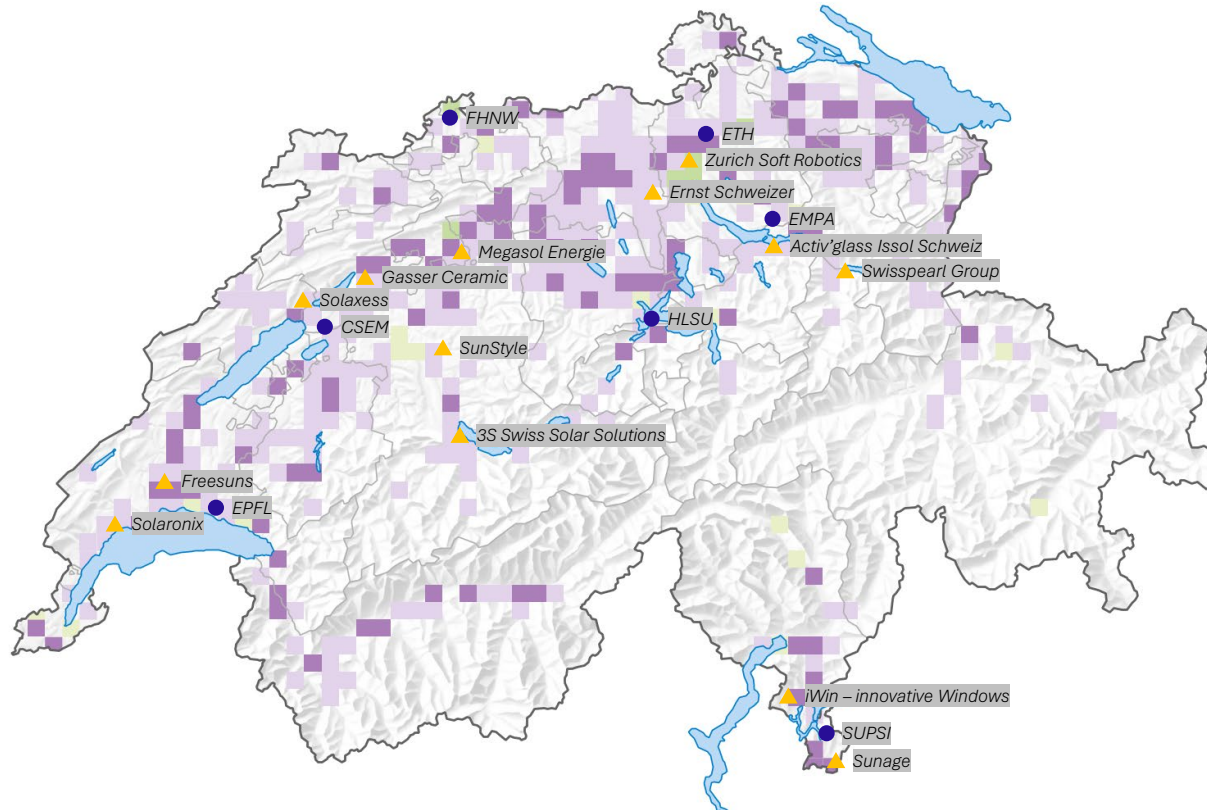 FHNW
ETH
Zurich Soft Robotics
Ernst Schweizer
EMPA
Activ'glass Issol Schweiz
Megasol Energie
Swisspearl Group
Gasser Ceramic
Solaxess
HLSU
CSEM
SunStyle
3S Swiss Solar Solutions
Freesuns
EPFL
Solaronix
iWin – innovative Windows
SUPSI
Sunage